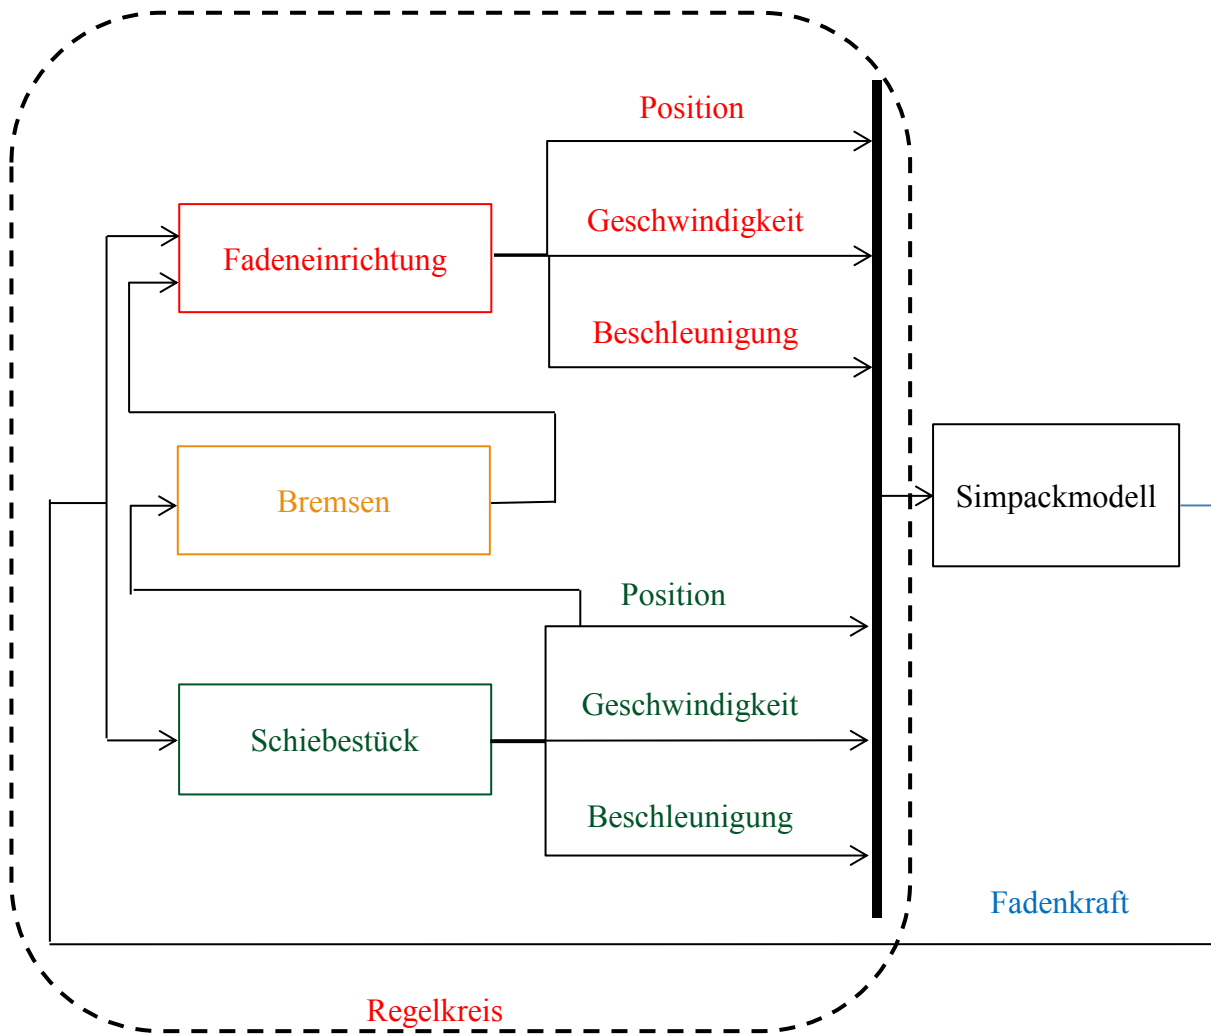 Position
Geschwindigkeit
Fadeneinrichtung
Beschleunigung
Bremsen
Simpackmodell
Position
Geschwindigkeit
Schiebestück
Beschleunigung
Fadenkraft
Regelkreis